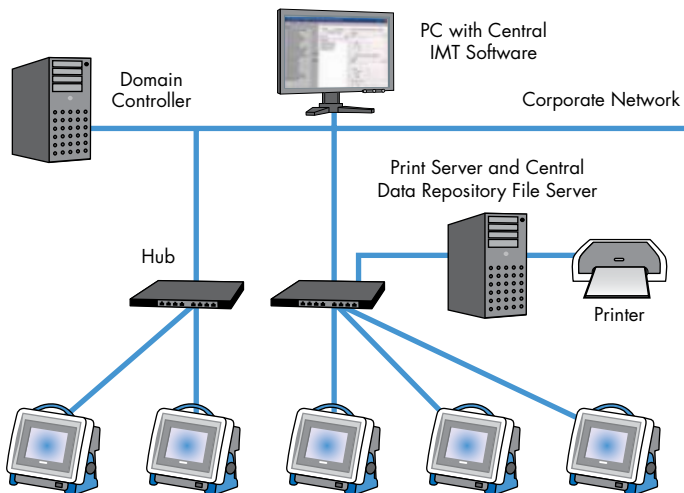 PC with Central
IMT Software
Domain
Controller
Corporate Network
Print Server and Central
Data Repository File Server
Hub
Printer